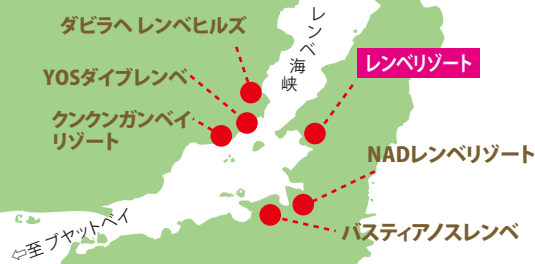 ダビラヘ レンベヒルズ
レンベ海峡
YOSダイブレンベ
レンベリゾート
クンクンガンベイ
リゾート
NADレンベリゾート
バスティアノスレンベ
⇦至 ブヤットベイ